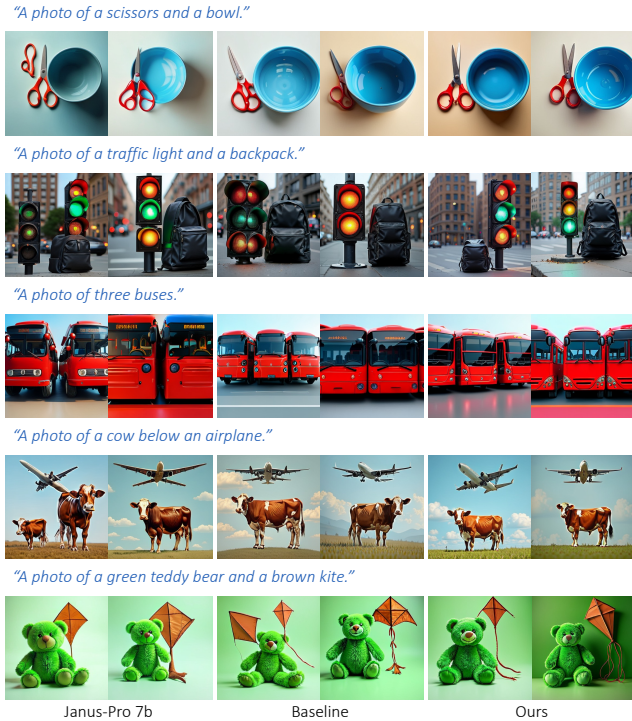 “A photo of a scissors and a bowl.”
“A photo of a traffic light and a backpack.”
“A photo of three buses.”
“A photo of a cow below an airplane.”
“A photo of a green teddy bear and a brown kite.”
Janus-Pro 7b Baseline Ours